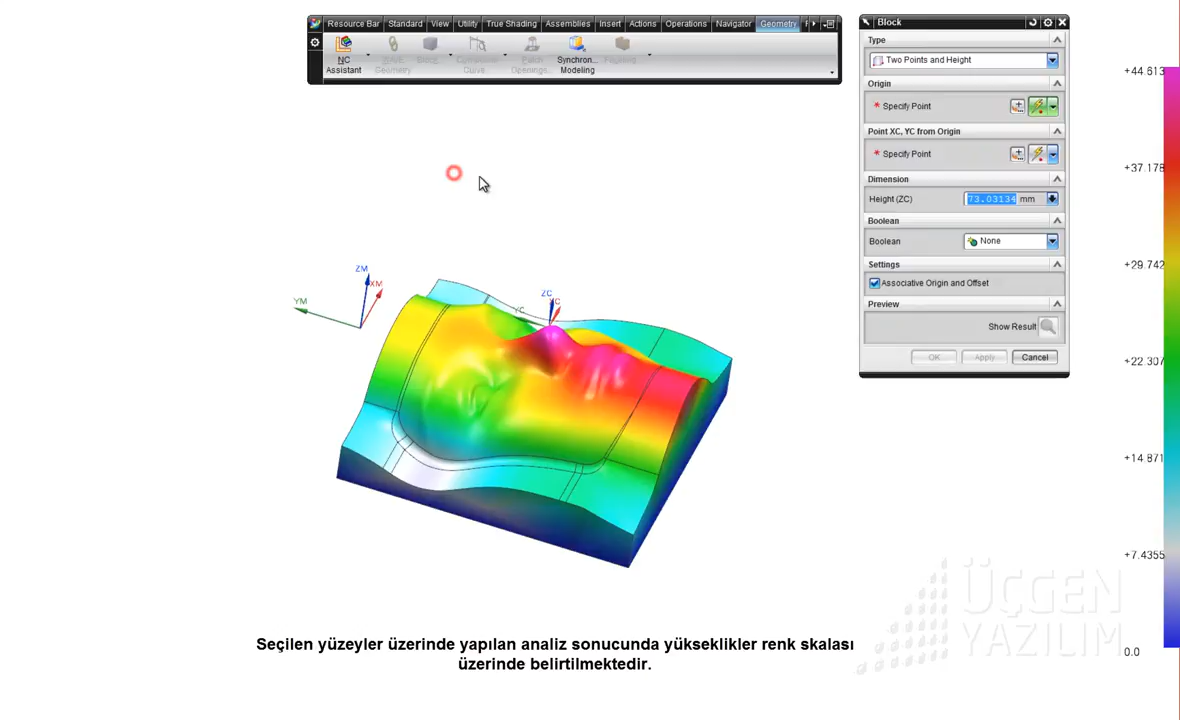 Resource Bar Standard View Utility True Shading Assemblies Insert Actions Operations Navigator Geometry
NC
Assistant
Geometry
Curve
Openings...
Synchron...
Modeling
Block
Type
Two Points and Height
Origin
* Specify Point
Point XC, YC from Origin
* Specify Point
Dimension
Height (ZC) 73.03134 mm
Boolean
Boolean None
Settings
Associative Origin and Offset
Preview
Show Result
OK Apply Cancel
+44.613
+37.178
+29.742
+22.307
+14.871
+7.4355
0.0
ZM
XM
YM
ZC
YC
ÜÇGEN
YAZILIM
Seçilen yüzeyler üzerinde yapılan analiz sonucunda yükseklikler renk skalası
üzerinde belirtilmektedir.